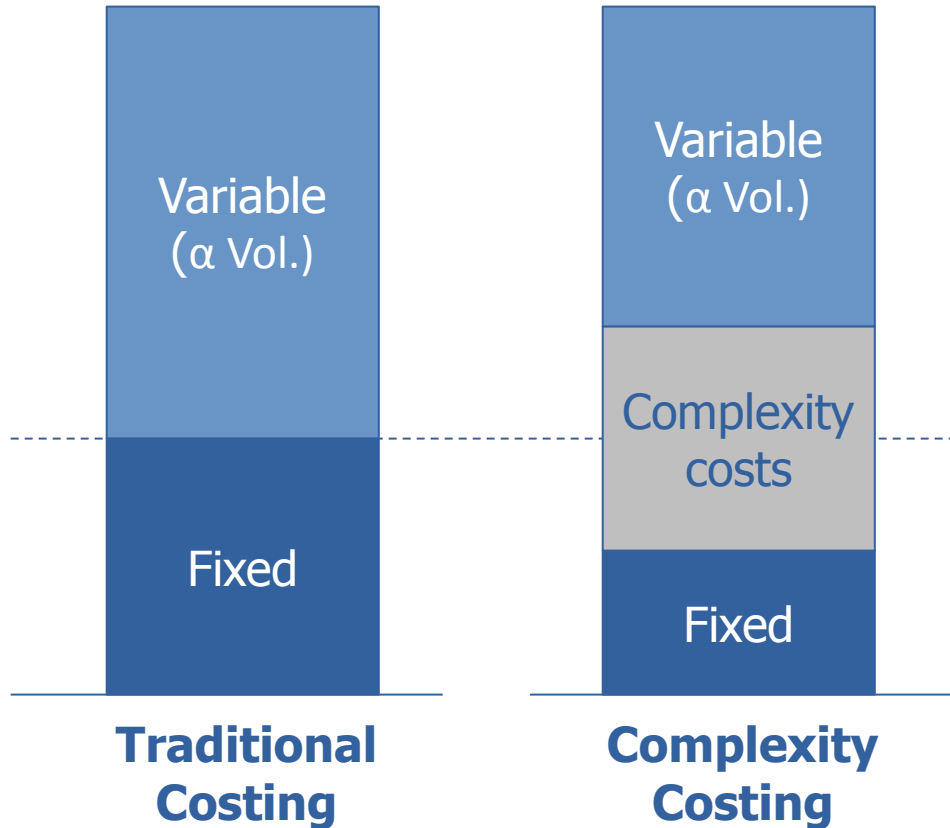 Variable
(α Vol.)
Fixed
Traditional
Costing
Variable
(α Vol.)
Complexity
costs
Fixed
Complexity
Costing